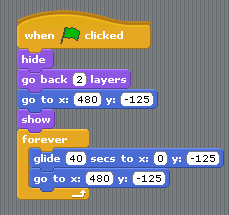 when clicked
hide
go back 2 layers
go to x: 480 y: -125
show
forever
glide 40 secs to x: 0 y: -125
go to x: 480 y: -125